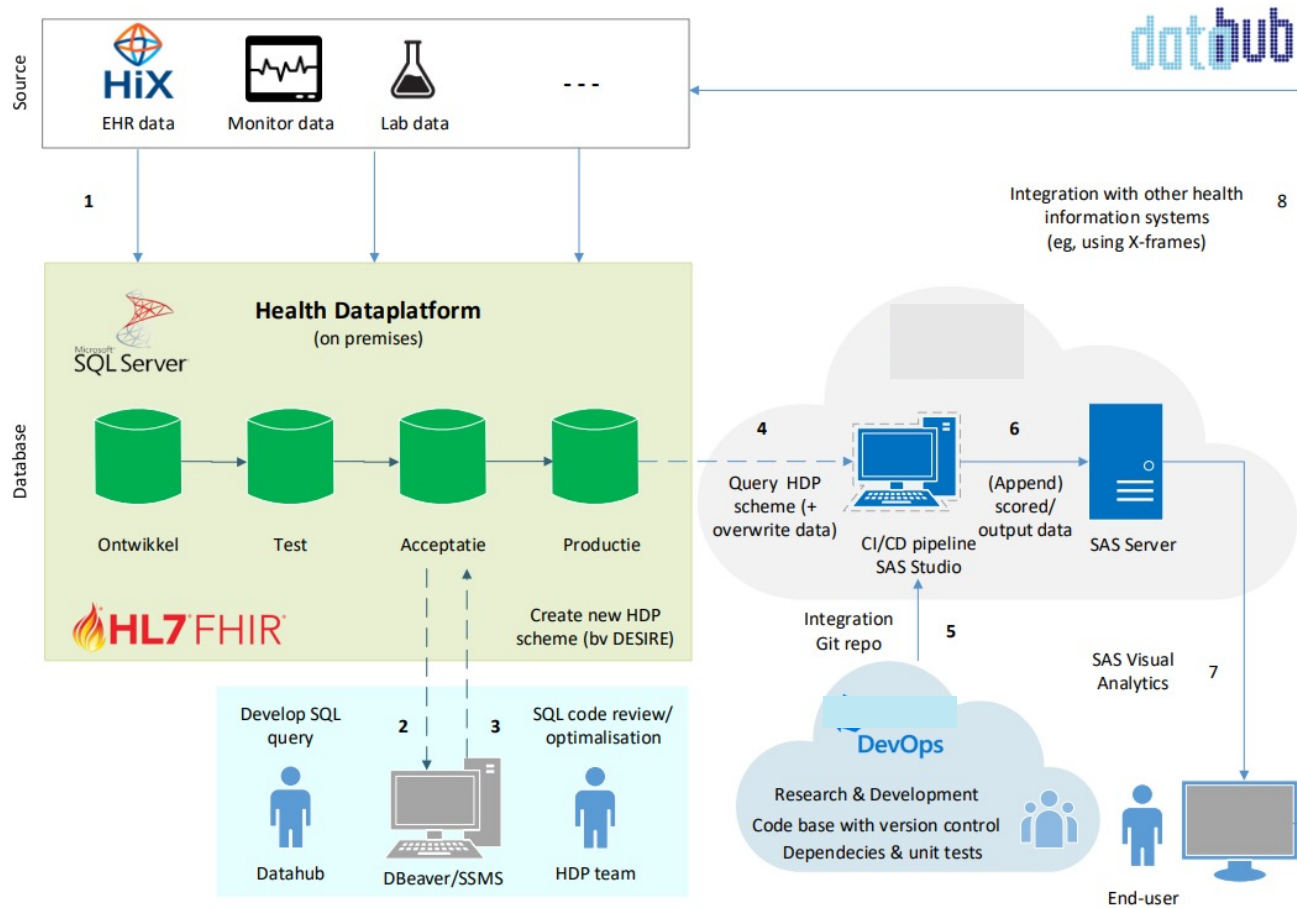 datahub
Source
HiX
EHR data
Monitor data
Lab data
- - -
1
Integration with other health
information systems
(eg, using X-frames)
8
Database
Microsoft
SQL Server
Health Dataplatform
(on premises)
Ontwikkel
Test
Acceptatie
Productie
HL7 FHIR
Create new HDP
scheme (bv DESIRE)
4
Query HDP
scheme (+
overwrite data)
CI/CD pipeline
SAS Studio
6
(Append)
scored/
output data
SAS Server
Integration
Git repo
5
SAS Visual
Analytics
7
Develop SQL
query
2
3
SQL code review/
optimalisation
Datahub
DBeaver/SSMS
HDP team
DevOps
Research & Development
Code base with version control
Dependecies & unit tests
End-user